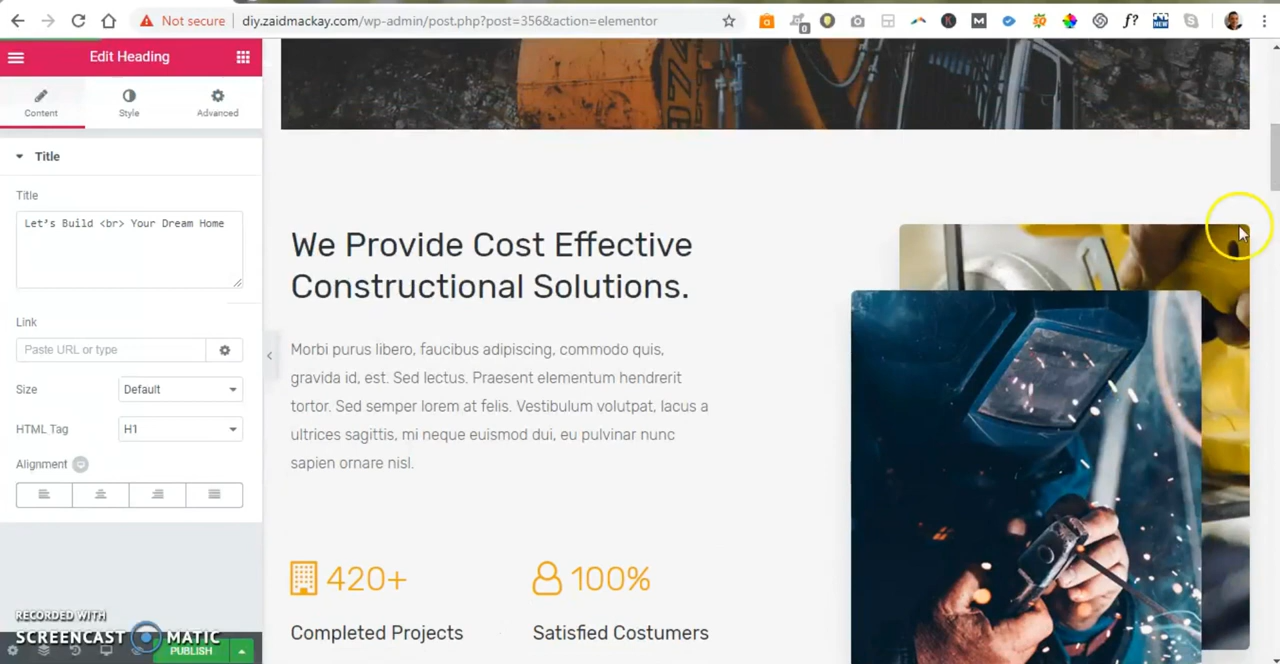 Not secure
diy.zaidmackay.com/wp-admin/post.php?post=356&action=elementor
0
K
M
f?
NEW
Edit Heading
Content
Style
Advanced
Title
Title
Let's Build <br> Your Dream Home
Link
Paste URL or type
Size
Default
HTML Tag
H1
Alignment
RECORDED WITH
SCREENCAST MATIC
PUBLISH
We Provide Cost Effective
Constructional Solutions.
Morbi purus libero, faucibus adipiscing, commodo quis,
gravida id, est. Sed lectus. Praesent elementum hendrerit
tortor. Sed semper lorem at felis. Vestibulum volutpat, lacus a
ultrices sagittis, mi neque euismod dui, eu pulvinar nunc
sapien ornare nisl.
420+
100%
Completed Projects
Satisfied Costumers